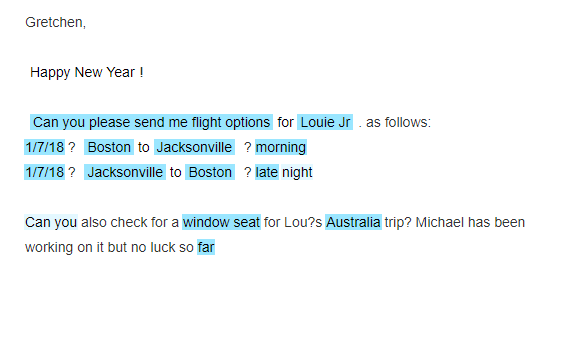 Gretchen,
Happy New Year !
Can you please send me flight options for Louie Jr . as follows:
1/7/18 ? Boston to Jacksonville ? morning
1/7/18 ? Jacksonville to Boston ? late night
Can you also check for a window seat for Lou?s Australia trip? Michael has been
working on it but no luck so far